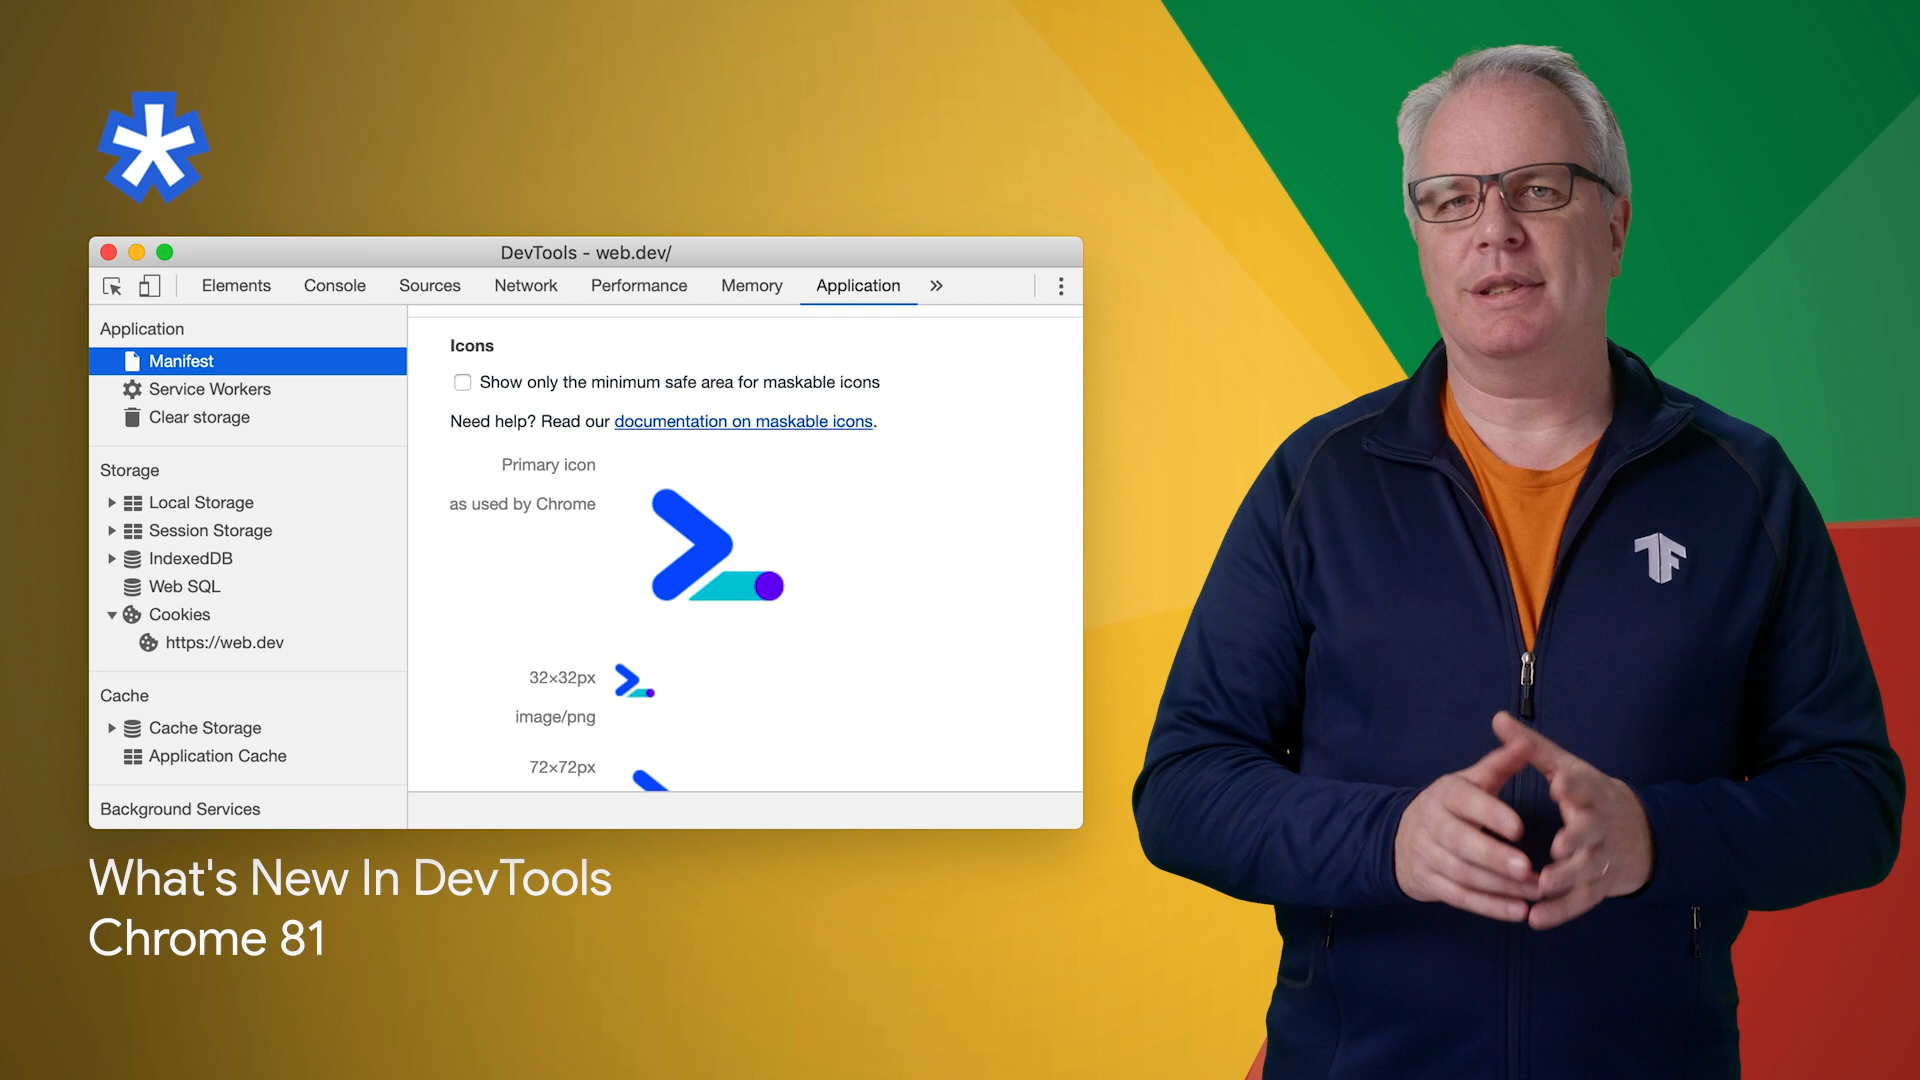 DevTools - web.dev/
Elements Console Sources Network Performance Memory Application »
Application
Manifest
Service Workers
Clear storage
Storage
Local Storage
Session Storage
IndexedDB
Web SQL
Cookies
https://web.dev
Cache
Cache Storage
Application Cache
Background Services
Icons
Show only the minimum safe area for maskable icons
Need help? Read our documentation on maskable icons.
Primary icon
as used by Chrome
32×32px
image/png
72×72px
What's New In DevTools
Chrome 81
TF